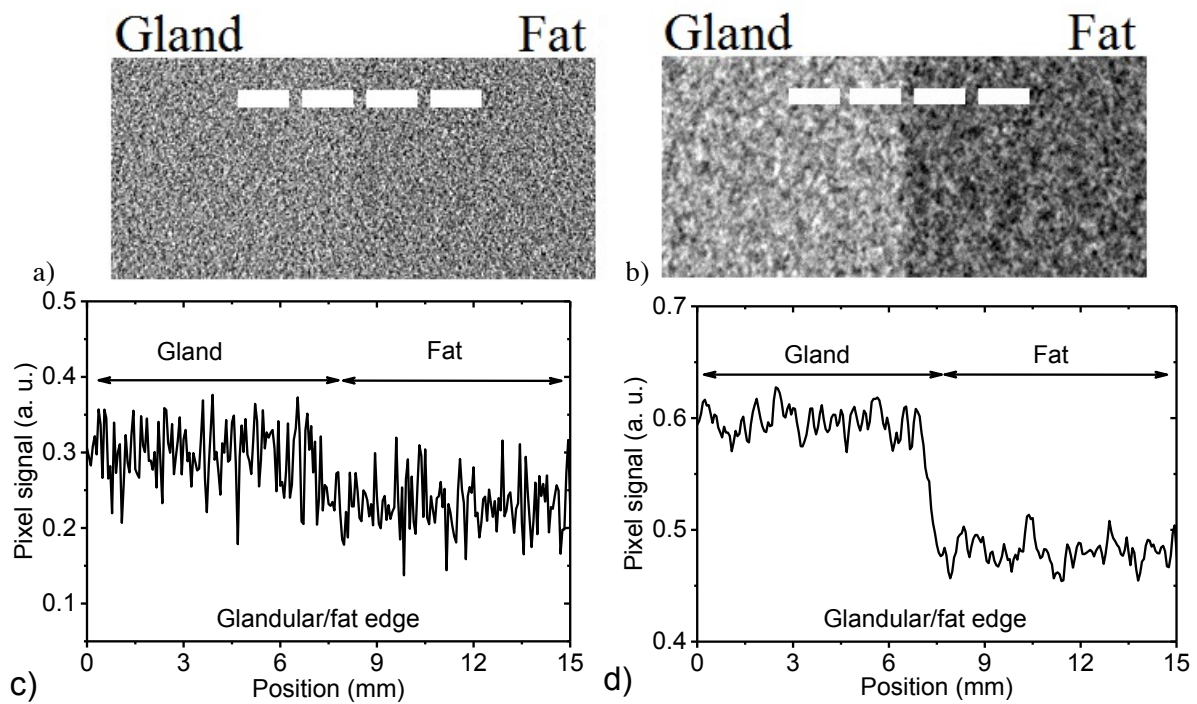 Gland Fat
Gland Fat
a)
b)
0.5
0.4
0.3
0.2
0.1
Pixel signal (a. u.)
Gland Fat
Glandular/fat edge
0 3 6 9 12 15
Position (mm)
c)
0.7
0.6
0.5
0.4
Pixel signal (a. u.)
Gland Fat
Glandular/fat edge
0 3 6 9 12 15
Position (mm)
d)